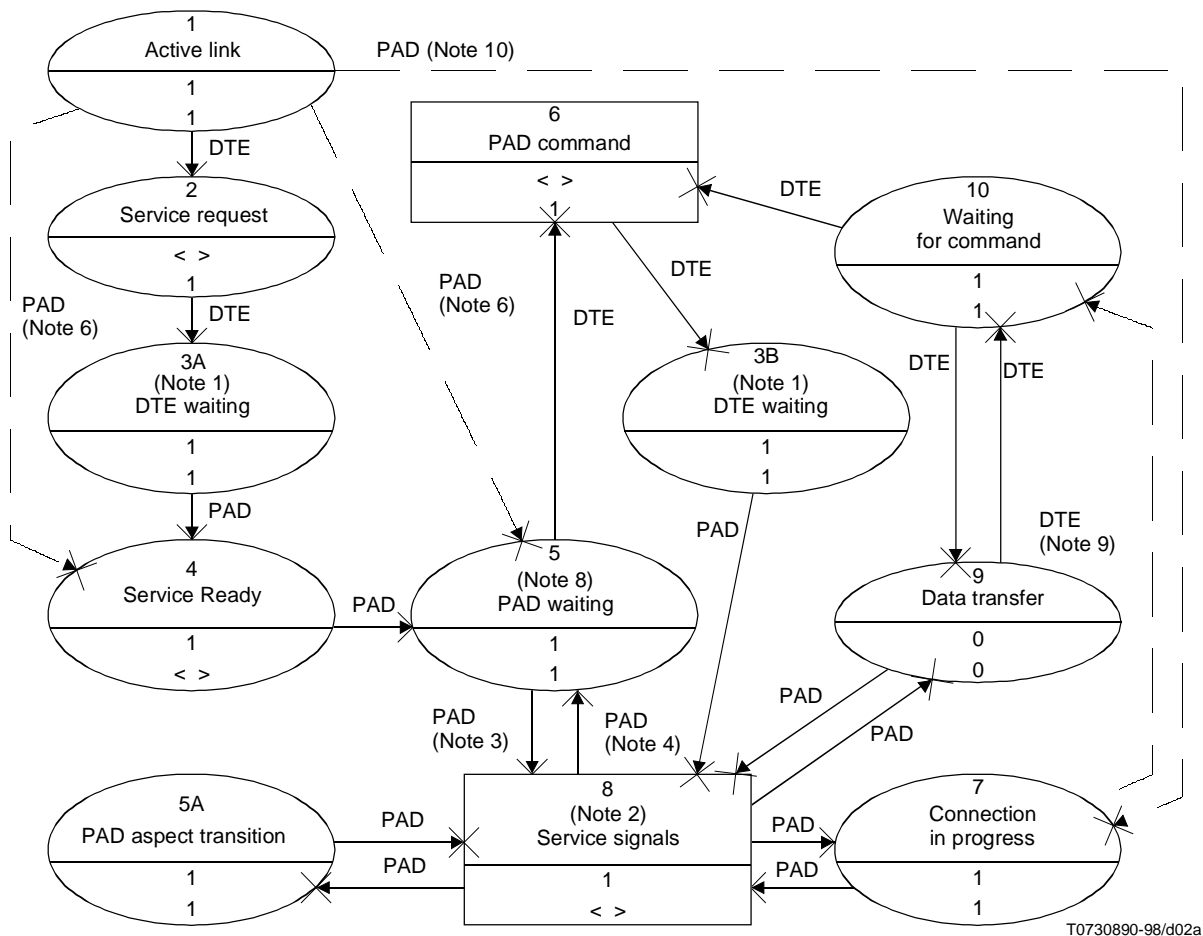 1
Active link
1
1
PAD (Note 10)
DTE
2
Service request
< >
1
PAD
(Note 6)
DTE
3A
(Note 1)
DTE waiting
1
1
PAD
4
Service Ready
1
< >
PAD
6
PAD command
< >
1
DTE
10
Waiting
for command
1
1
PAD
(Note 6)
DTE
DTE
3B
(Note 1)
DTE waiting
1
1
DTE
DTE
PAD
DTE
(Note 9)
5
(Note 8)
PAD waiting
1
1
9
Data transfer
0
0
PAD
(Note 3)
PAD
(Note 4)
PAD
PAD
5A
PAD aspect transition
1
1
PAD
PAD
8
(Note 2)
Service signals
1
< >
PAD
PAD
7
Connection
in progress
1
1
T0730890-98/d02a